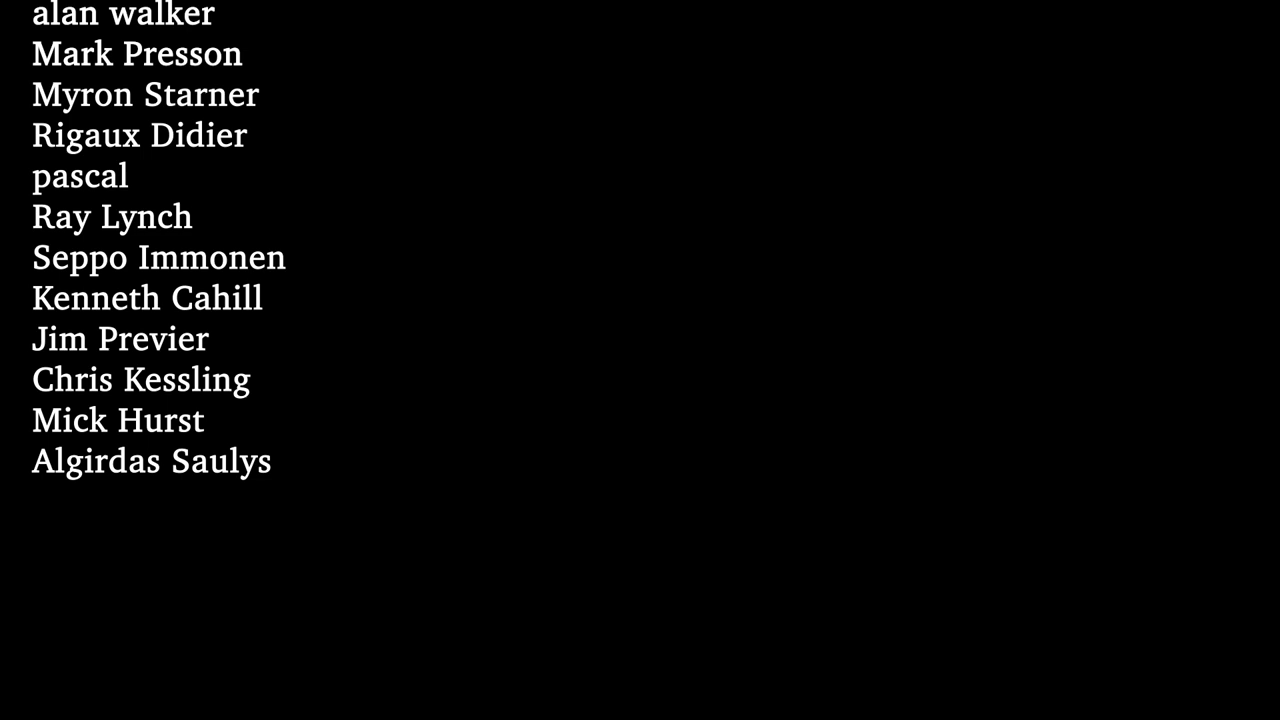 alan walker
Mark Presson
Myron Starner
Rigaux Didier
pascal
Ray Lynch
Seppo Immonen
Kenneth Cahill
Jim Previer
Chris Kessling
Mick Hurst
Algirdas Saulys